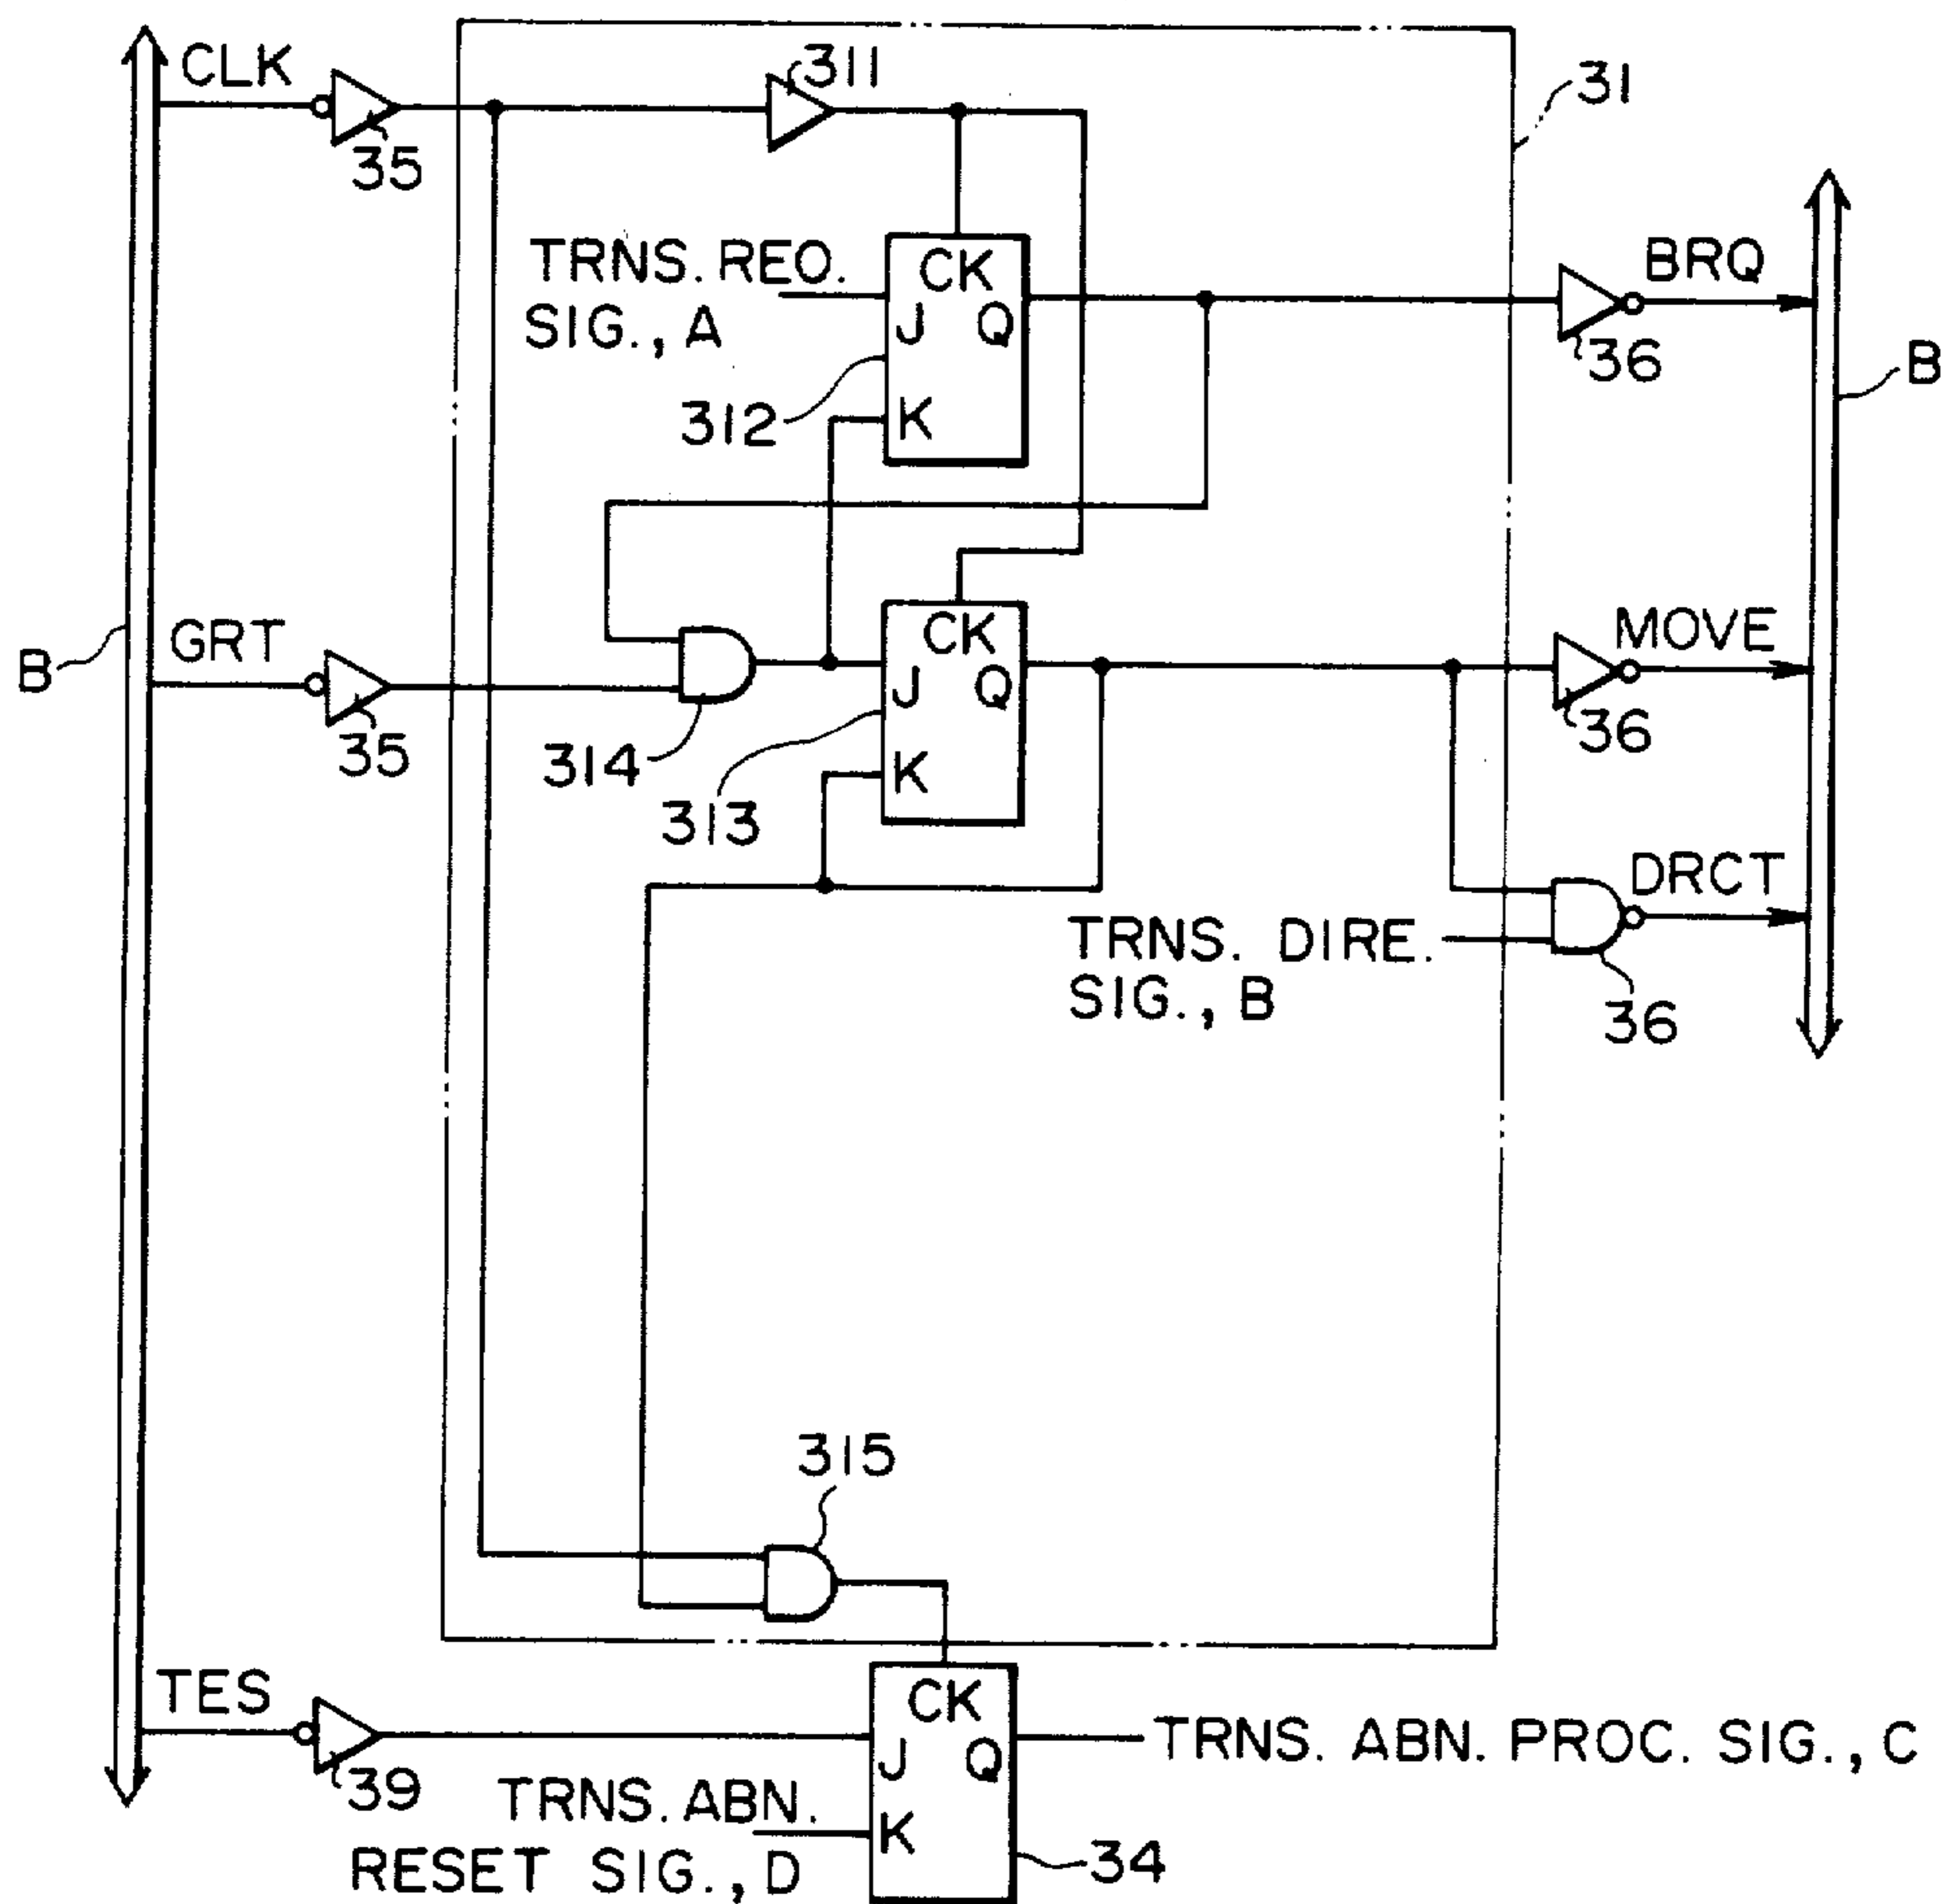 CLK
35
311
31
TRNS. REO.
SIG., A
CK
J Q
K
312
BRQ
36
B
GRT
35
B
314
CK
J Q
K
313
MOVE
36
DRCT
36
TRNS. DIRE.
SIG., B
315
TES
39
CK
J Q
K
TRNS. ABN. PROC. SIG., C
TRNS. ABN.
RESET SIG., D
34